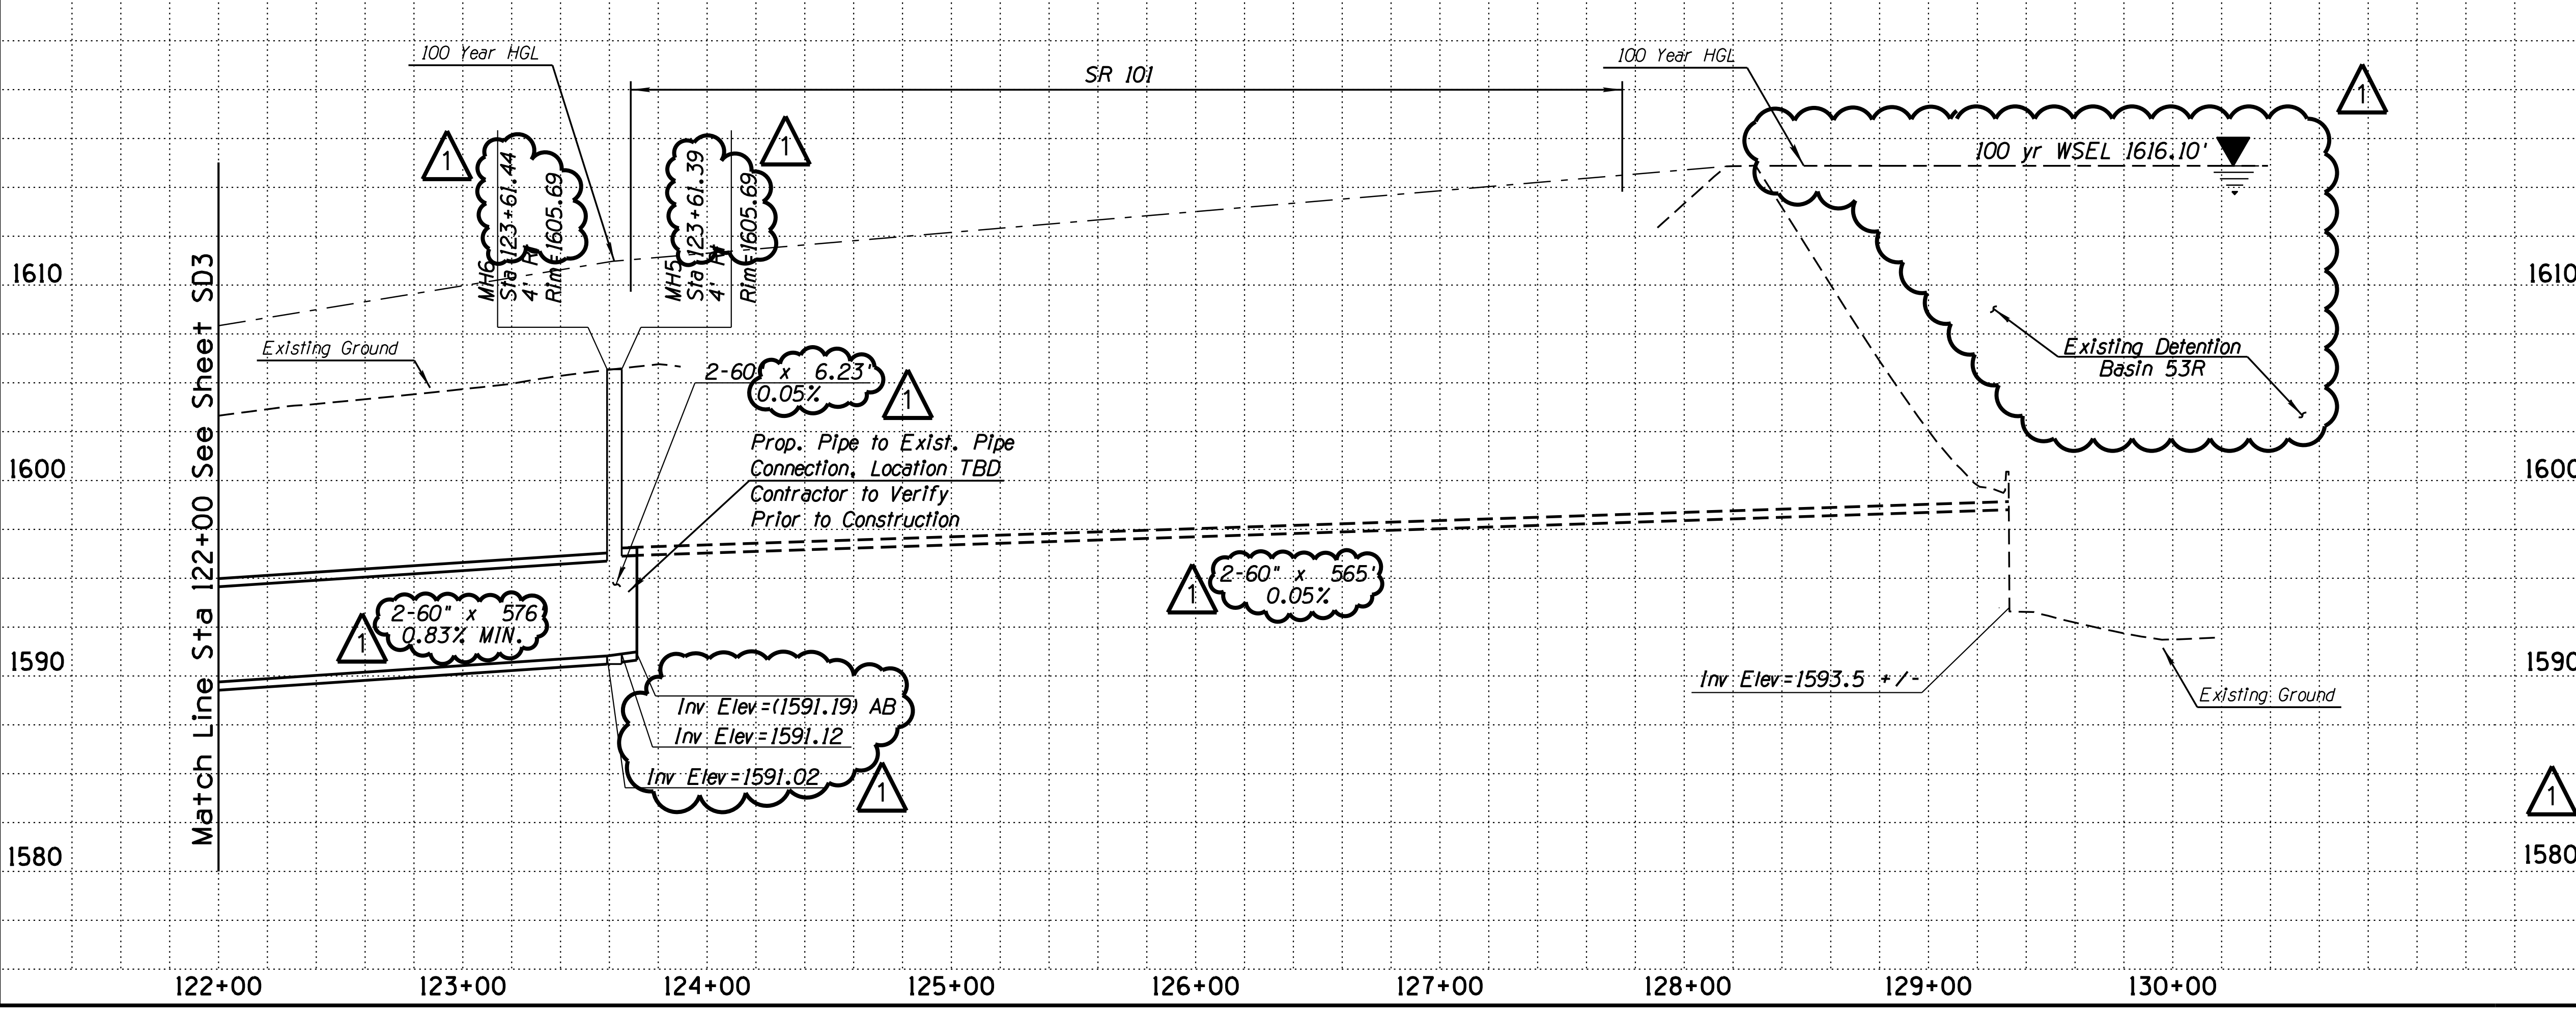 100 Year HGL
100 Year HGL
SR 101
1
1
1
100 yr WSEL 1616.10'
MH6
Sta 123+61.44
4' R
Rim=1605.69
MH5
Sta 123+61.39
4' R
Rim=1605.69
1610
1610
Existing Ground
Existing Detention
Basin 53R
2-60" x 6.23'
0.05%
1
Prop. Pipe to Exist. Pipe
Connection. Location TBD
Contractor to Verify
Prior to Construction
1600
1600
Match Line Sta 122+00 See Sheet SD3
2-60" x 576
0.83% MIN.
1
2-60" x 565'
0.05%
1
1590
1590
Inv Elev=(1591.19) AB
Inv Elev=1591.12
Inv Elev=1591.02
1
Inv Elev=1593.5 +/-
Existing Ground
1
1580
1580
122+00 123+00 124+00 125+00 126+00 127+00 128+00 129+00 130+00